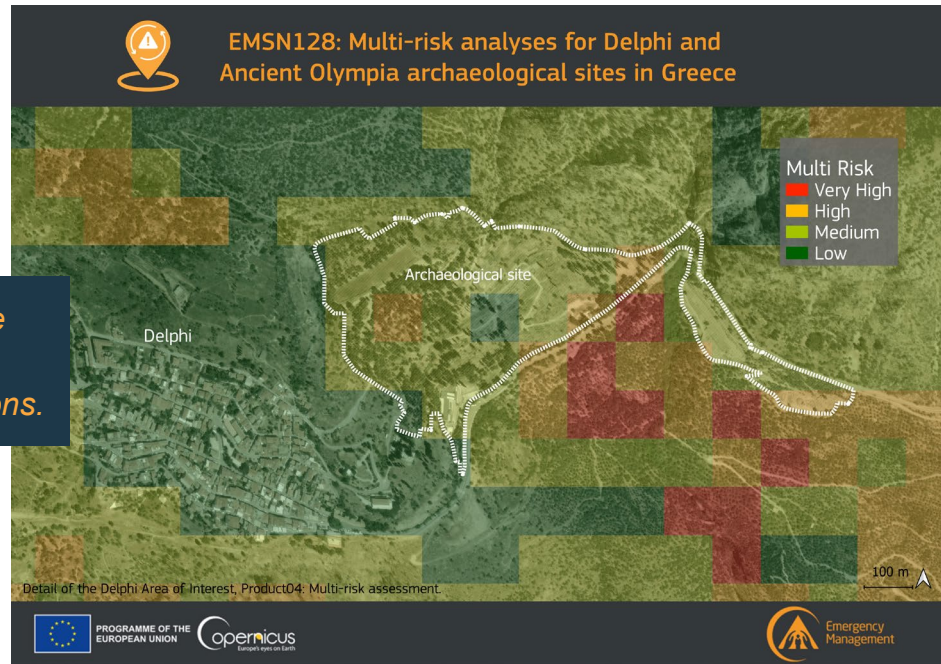 EMSN128: Multi-risk analyses for Delphi and
Ancient Olympia archaeological sites in Greece
Multi Risk
Very High
High
Medium
Low
Archaeological site
Delphi
ons.
100 m
Detail of the Delphi Area of Interest, Product04: Multi-risk assessment.
PROGRAMME OF THE
EUROPEAN UNION
opernicus
Europe's eyes on Earth
Emergency
Management